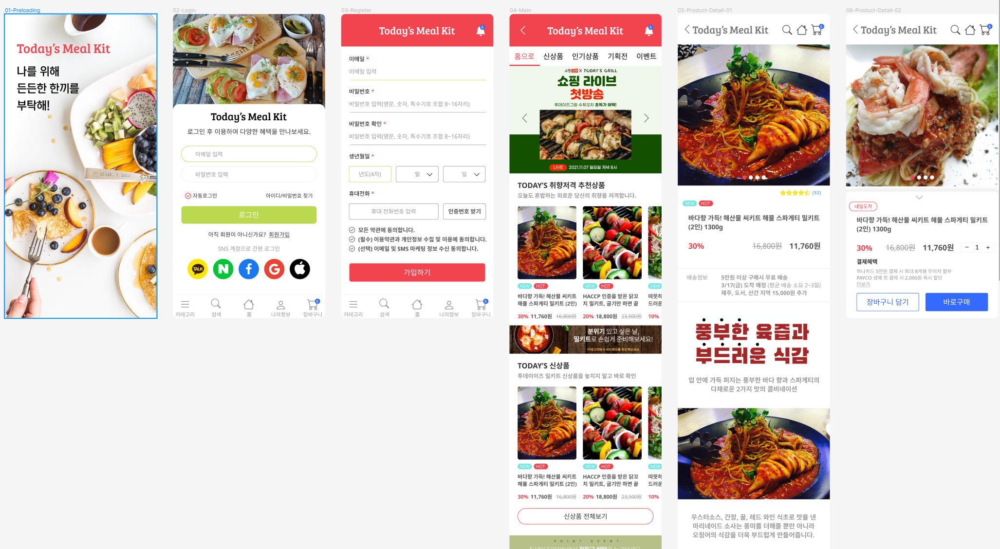 01-Preloading
Today's Meal Kit
나를 위해
든든한 한끼를
부탁해!
02-Login
Today's Meal Kit
로그인 후 이용하여 다양한 혜택을 만나보세요.
이메일 입력
비밀번호 입력
자동로그인
아이디/비밀번호 찾기
로그인
아직 회원이 아니신가요? 회원가입
SNS 계정으로 간편 로그인
TALK
N
f
G
카테고리
검색
홈
나의정보
6
장바구니
03-Register
Today's Meal Kit
6
이메일 *
이메일 입력
비밀번호 *
비밀번호 입력(영문, 숫자, 특수기호 조합 8~16자리)
비밀번호 확인 *
비밀번호 입력(영문, 숫자, 특수기호 조합 8~16자리)
생년월일 *
년도(4자)
월
일
휴대전화 *
휴대 전화번호 입력
인증번호 받기
모든 약관에 동의합니다.
(필수) 이용약관과 개인정보 수집 및 이용에 동의합니다.
(선택) 이메일 및 SMS 마케팅 정보 수신 동의합니다.
가입하기
카테고리
검색
홈
나의정보
6
장바구니
04-Main
Today's Meal Kit
6
홈으로 신상품 인기상품 기획전 이벤트
쇼핑LIVE X TODAY'S GRILL
쇼핑 라이브
첫방송
투데이즈그릴 수제꼬치 초특가 혜택!
LIVE 2021.11.07 일요일 저녁 8시
TODAY'S 취향저격 추천상품
오늘도 혼밥하는 외로운 당신의 취향을 저격합니다.
NEW HOT
바다향 가득! 해산물 씨키트
해물 스파게티 밀키트 (2인)
30% 11,760원 16,800원
NEW HOT
HACCP 인증을 받은 닭꼬
치 밀키트, 굽기만 하면 끝
20% 18,800원 23,500원
NEW
따뜻하
드러운
10%
분위기 있고 싶은 날,
밀키트로 손쉽게 준비해보세요!
카테고리에서 세트메뉴를 확인해보세요
TODAY'S 신상품
투데이이즈 밀키트 신상품을 놓치지 말고 바로 확인
NEW HOT
바다향 가득! 해산물 씨키트
해물 스파게티 밀키트 (2인)
30% 11,760원 16,800원
NEW HOT
HACCP 인증을 받은 닭꼬
치 밀키트, 굽기만 하면 끝
20% 18,800원 23,500원
NEW
따뜻하
드러운
10%
신상품 전체보기
POINT EVENT
05-Product-Detail-01
Today's Meal Kit
6
(53)
NEW HOT
바다향 가득! 해산물 씨키트 해물 스파게티 밀키트
(2인) 1300g
30% 16,800원 11,760원
배송정보
5만원 이상 구매시 무료 배송
3/17(금) 도착 예정 (평균 배송 소요 2~3일)
제주, 도서, 산간 지역 15,000원 추가
풍부한 육즙과
부드러운 식감
입 안에 가득 퍼지는 풍부한 바다 향과 스파게티의
다채로운 2가지 맛의 콤비네이션
우스터소스, 간장, 꿀, 레드 와인 식초로 맛을 낸
마리네이드 소사는 풍미를 더해줄 뿐만 아니라
오징어의 식감을 더욱 부드럽게 만들어줍니다.
06-Product-Detail-02
Today's Meal Kit
6
내일도착
바다향 가득! 해산물 씨키트 해물 스파게티 밀키트
(2인) 1300g
30% 16,800원 11,760원 − 1 +
결제혜택
하나카드 5만원 결제 시 최대 8개월 무이자 할부
PAYCO 생애 첫 결제 시 2,000원 즉시 할인
더보기
장바구니 담기
바로구매